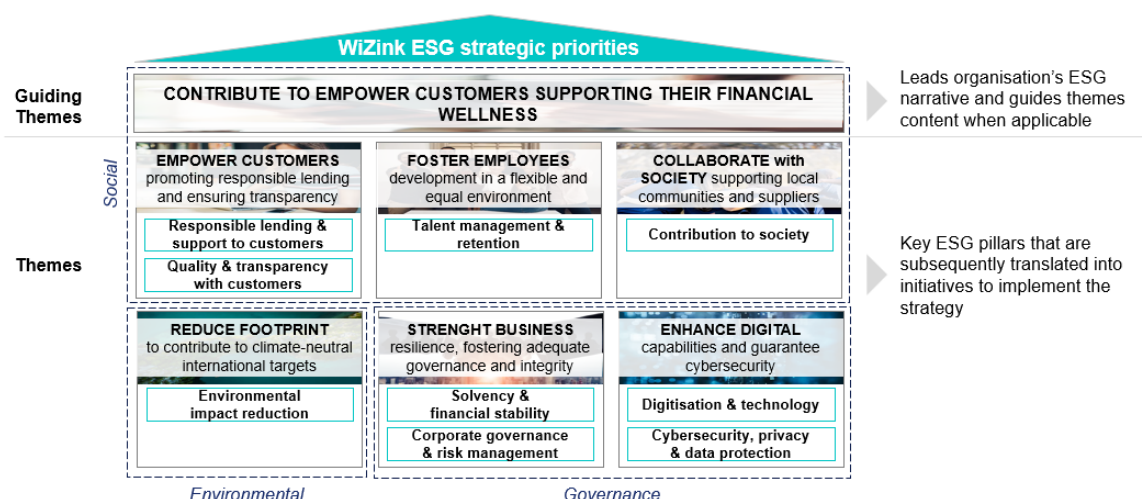 WiZink ESG strategic priorities
Guiding
Themes
CONTRIBUTE TO EMPOWER CUSTOMERS SUPPORTING THEIR FINANCIAL
WELLNESS
Leads organisation's ESG
narrative and guides themes
content when applicable
Social
Themes
EMPOWER CUSTOMERS
promoting responsible lending
and ensuring transparency
Responsible lending &
support to customers
Quality & transparency
with customers
FOSTER EMPLOYEES
development in a flexible and
equal environment
Talent management &
retention
COLLABORATE with
SOCIETY supporting local
communities and suppliers
Contribution to society
Key ESG pillars that are
subsequently translated into
initiatives to implement the
strategy
REDUCE FOOTPRINT
to contribute to climate-neutral
international targets
Environmental
impact reduction
STRENGHT BUSINESS
resilience, fostering adequate
governance and integrity
Solvency &
financial stability
Corporate governance
& risk management
ENHANCE DIGITAL
capabilities and guarantee
cybersecurity
Digitisation & technology
Cybersecurity, privacy
& data protection
Environmental
Governance